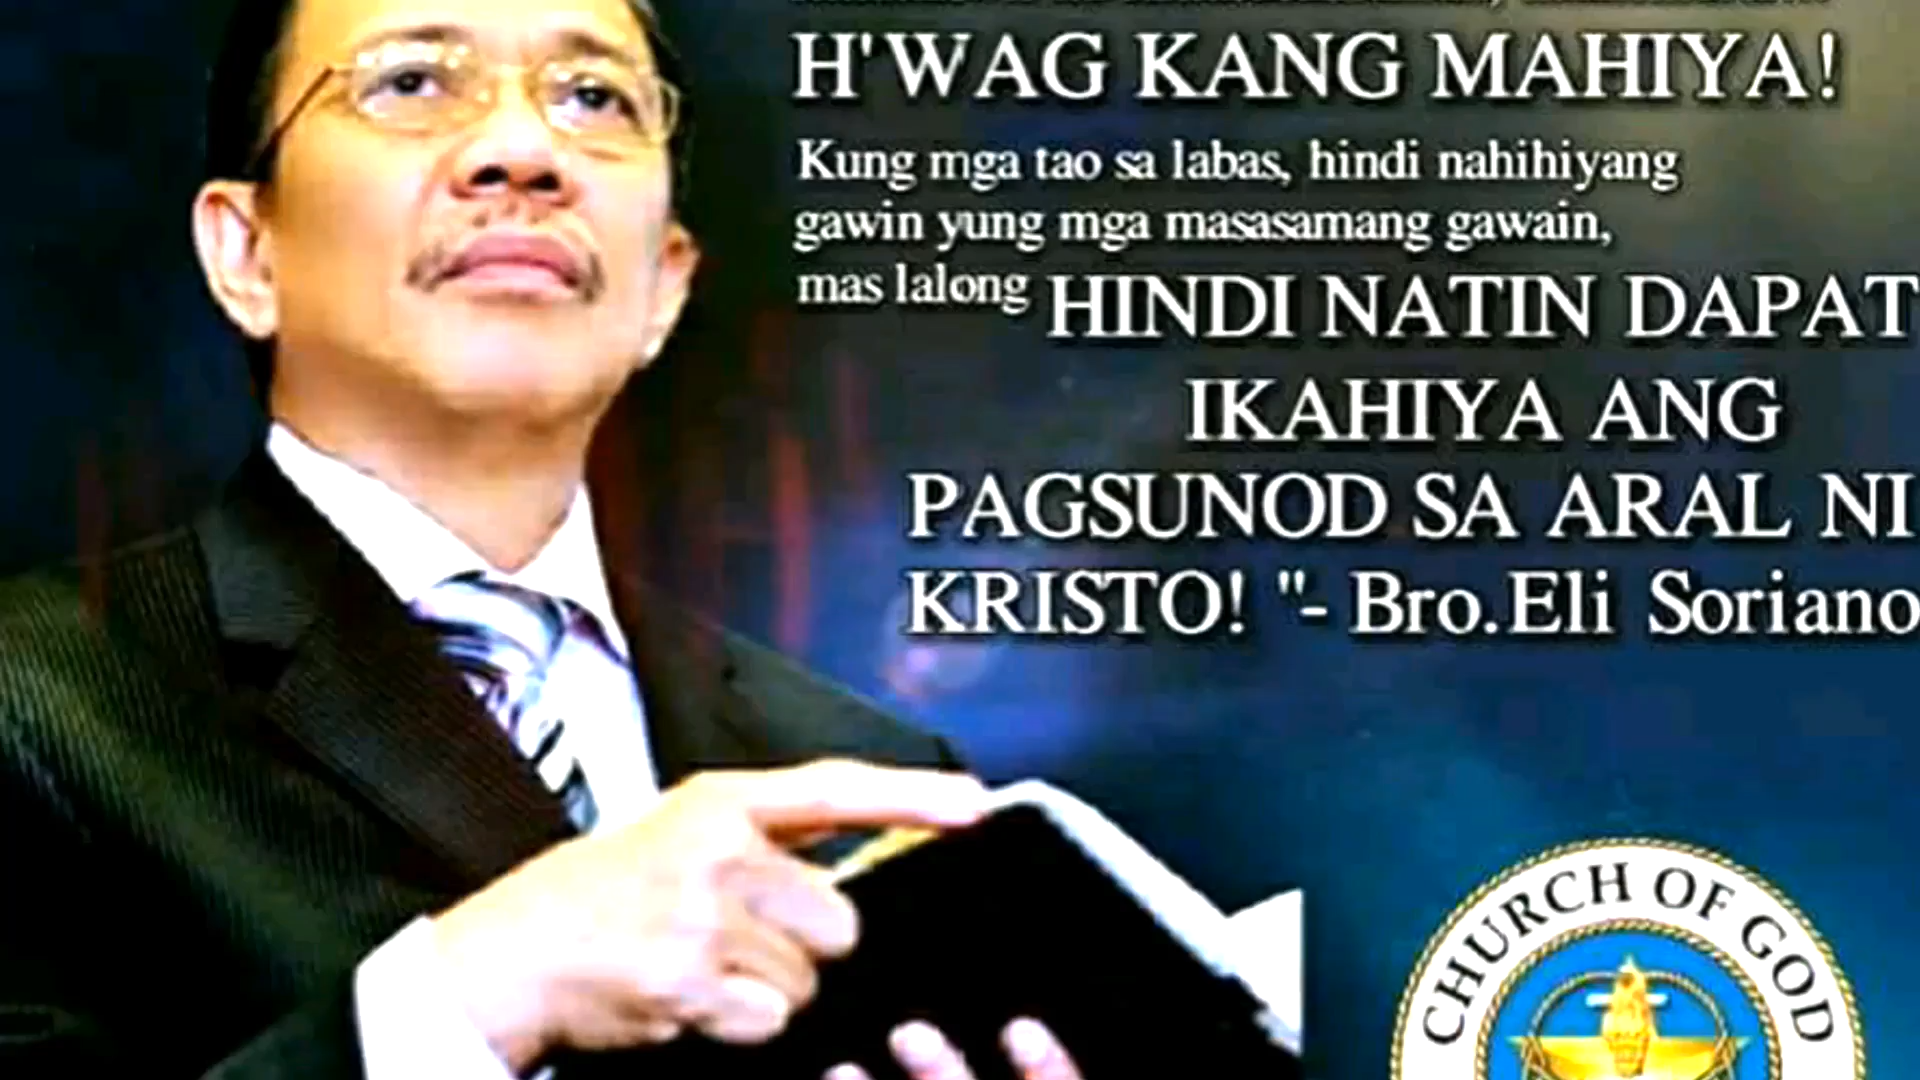 H'WAG KANG MAHIYA!
Kung mga tao sa labas, hindi nahihiyang
gawin yung mga masasamang gawain,
mas lalong HINDI NATIN DAPAT
IKAHIYA ANG
PAGSUNOD SA ARAL NI
KRISTO! "- Bro.Eli Soriano
CHURCH OF GOD